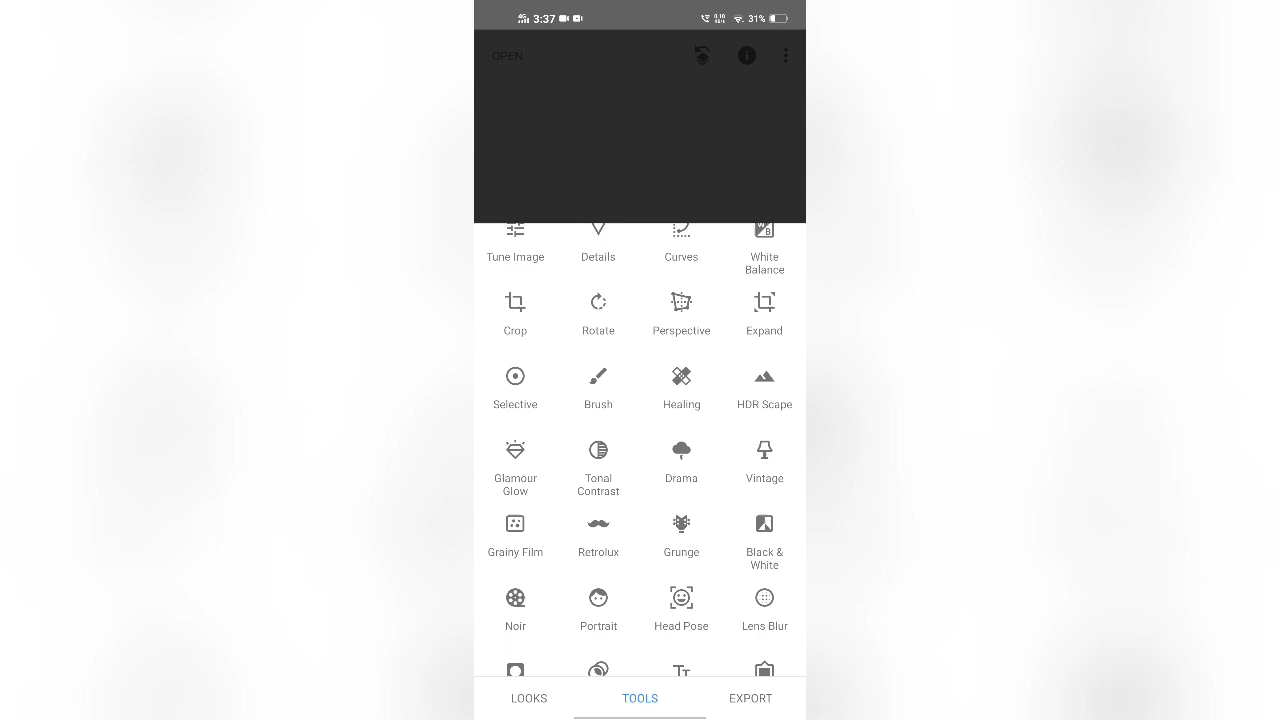 3:37
0.10
31%
OPEN
Tune Image Details Curves White Balance
Crop Rotate Perspective Expand
Selective Brush Healing HDR Scape
Glamour Glow Tonal Contrast Drama Vintage
Grainy Film Retrolux Grunge Black & White
Noir Portrait Head Pose Lens Blur
LOOKS TOOLS EXPORT